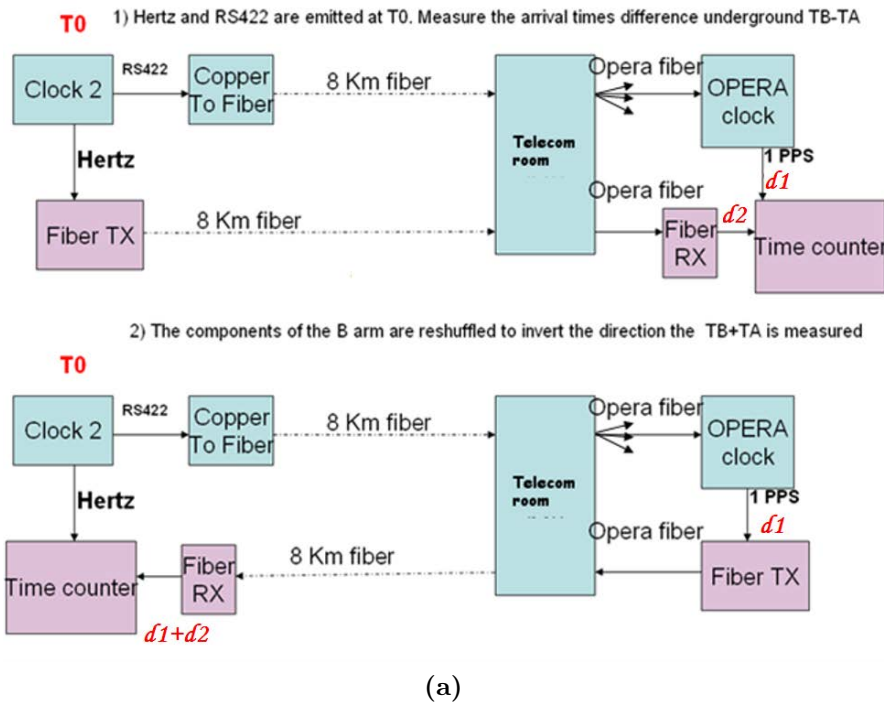 1) Hertz and RS422 are emitted at T0. Measure the arrival times difference underground TB-TA
T0
Clock 2
RS422
Copper
To Fiber
8 Km fiber
Telecom
room
Opera fiber
OPERA
clock
Hertz
1 PPS
d1
Fiber TX
8 Km fiber
Opera fiber
Fiber
RX
d2
Time counter
2) The components of the B arm are reshuffled to invert the direction the TB+TA is measured
T0
Clock 2
RS422
Copper
To Fiber
8 Km fiber
Telecom
room
Opera fiber
OPERA
clock
Hertz
1 PPS
d1
Time counter
Fiber
RX
8 Km fiber
Opera fiber
Fiber TX
d1+d2
(a)